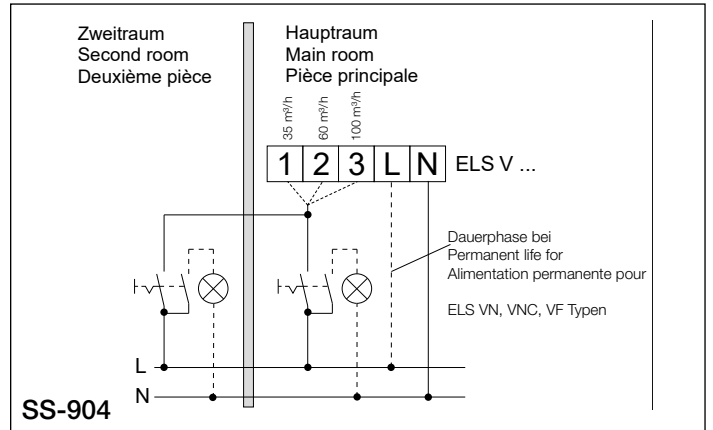 Zweitraum
Second room
Deuxième pièce
Hauptraum
Main room
Pièce principale
35 m³/h
60 m³/h
100 m³/h
1 2 3 L N ELS V ...
Dauerphase bei
Permanent life for
Alimentation permanente pour
ELS VN, VNC, VF Typen
L
N
SS-904